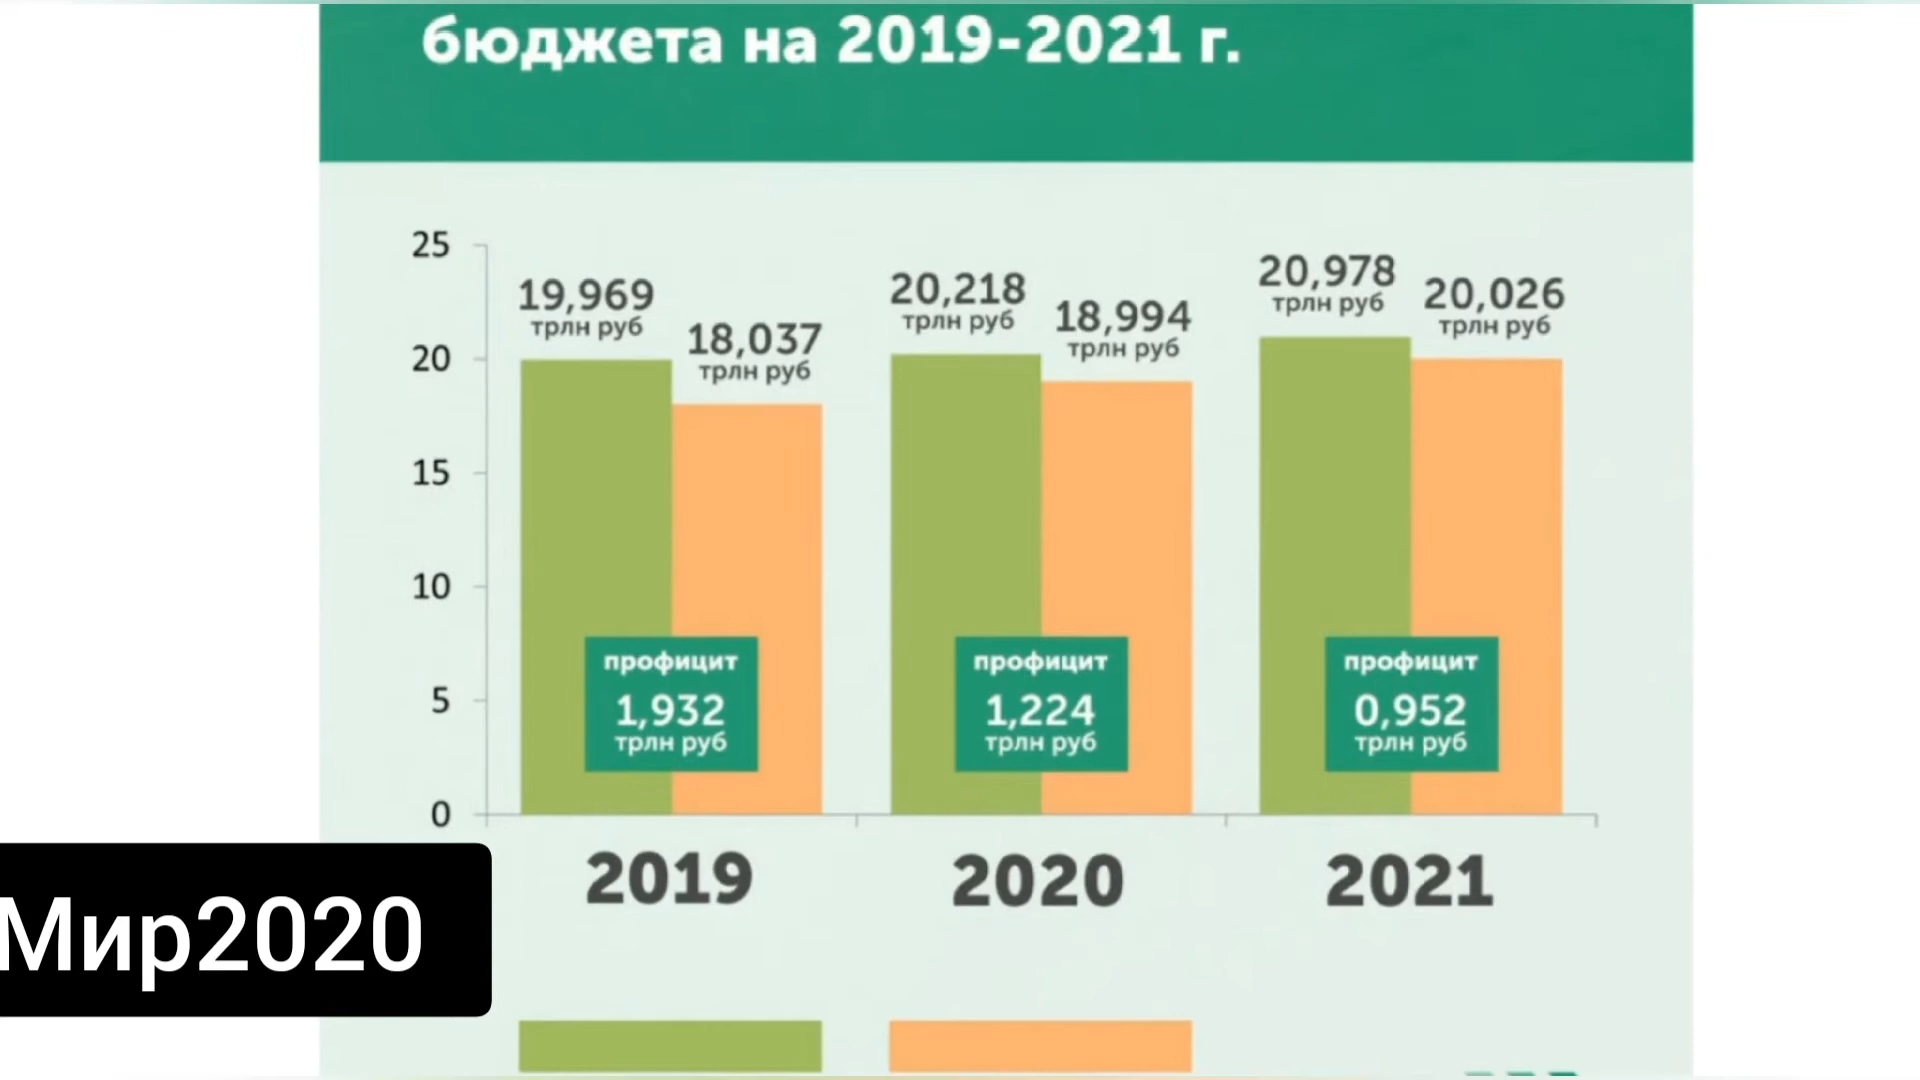 бюджета на 2019-2021 г.
25
20
15
10
5
0
19,969
трлн руб
18,037
трлн руб
20,218
трлн руб
18,994
трлн руб
20,978
трлн руб
20,026
трлн руб
профицит
1,932
трлн руб
профицит
1,224
трлн руб
профицит
0,952
трлн руб
2019
2020
2021
Мир2020